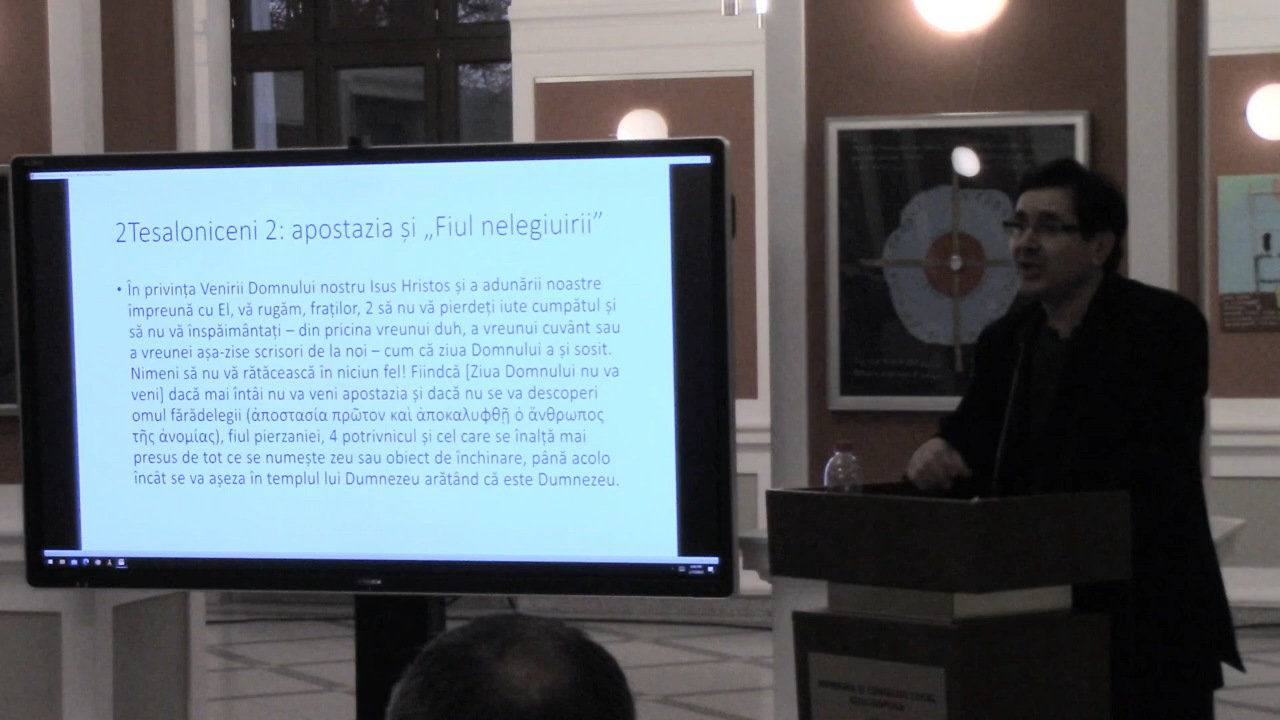 2Tesaloniceni 2: apostazia și „Fiul nelegiuirii”
• În privința Venirii Domnului nostru Isus Hristos și a adunării noastre
împreună cu El, vă rugăm, fraților, 2 să nu vă pierdeți iute cumpătul și
să nu vă înspăimântați – din pricina vreunui duh, a vreunui cuvânt sau
a vreunei așa-zise scrisori de la noi – cum că ziua Domnului a și sosit.
Nimeni să nu vă rătăcească în niciun fel! Fiindcă [Ziua Domnului nu va
veni] dacă mai întâi nu va veni apostazia și dacă nu se va descoperi
omul fărădelegii (ἀποστασία πρῶτον καὶ ἀποκαλυφθῇ ὁ ἄνθρωπος
τῆς ἀνομίας), fiul pierzaniei, 4 potrivnicul și cel care se înalță mai
presus de tot ce se numește zeu sau obiect de închinare, până acolo
încât se va așeza în templul lui Dumnezeu arătând că este Dumnezeu.
PRIMĂRIA ȘI CONSILIUL LOCAL
CLUJ-NAPOCA